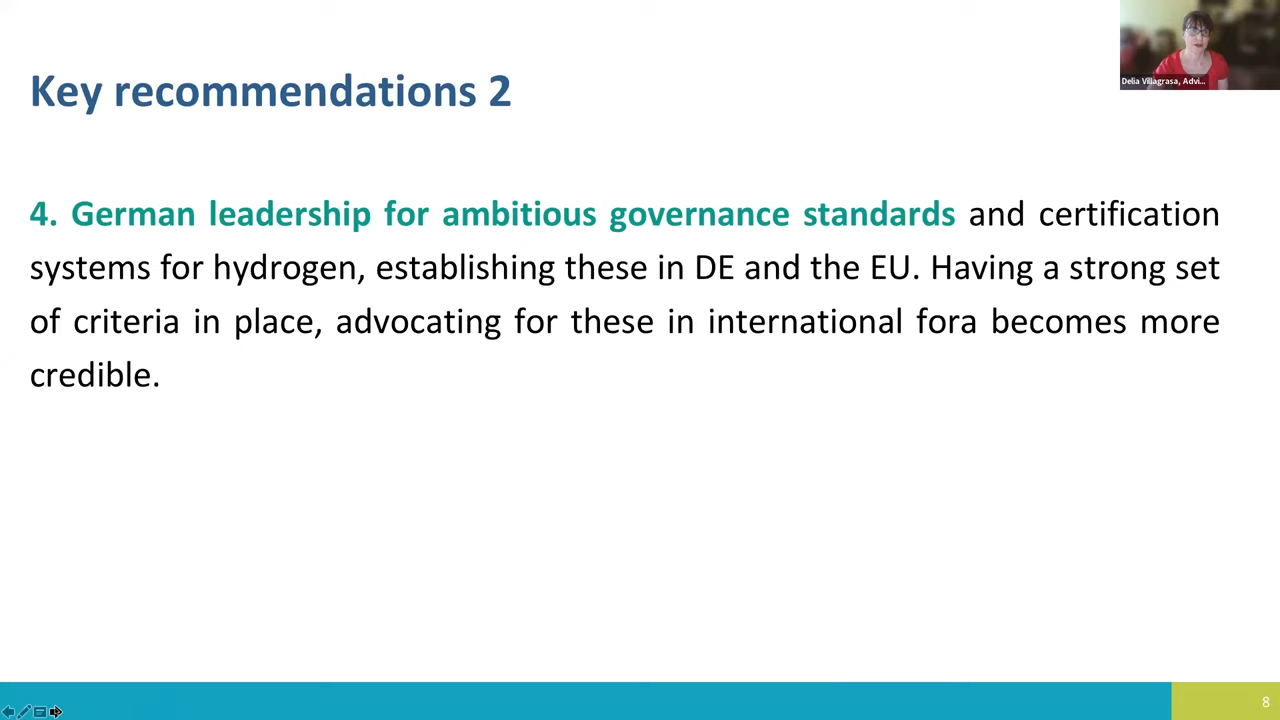 Delia Villagrasa, Advi...
Key recommendations 2
4. German leadership for ambitious governance standards and certification
systems for hydrogen, establishing these in DE and the EU. Having a strong set
of criteria in place, advocating for these in international fora becomes more
credible.
8